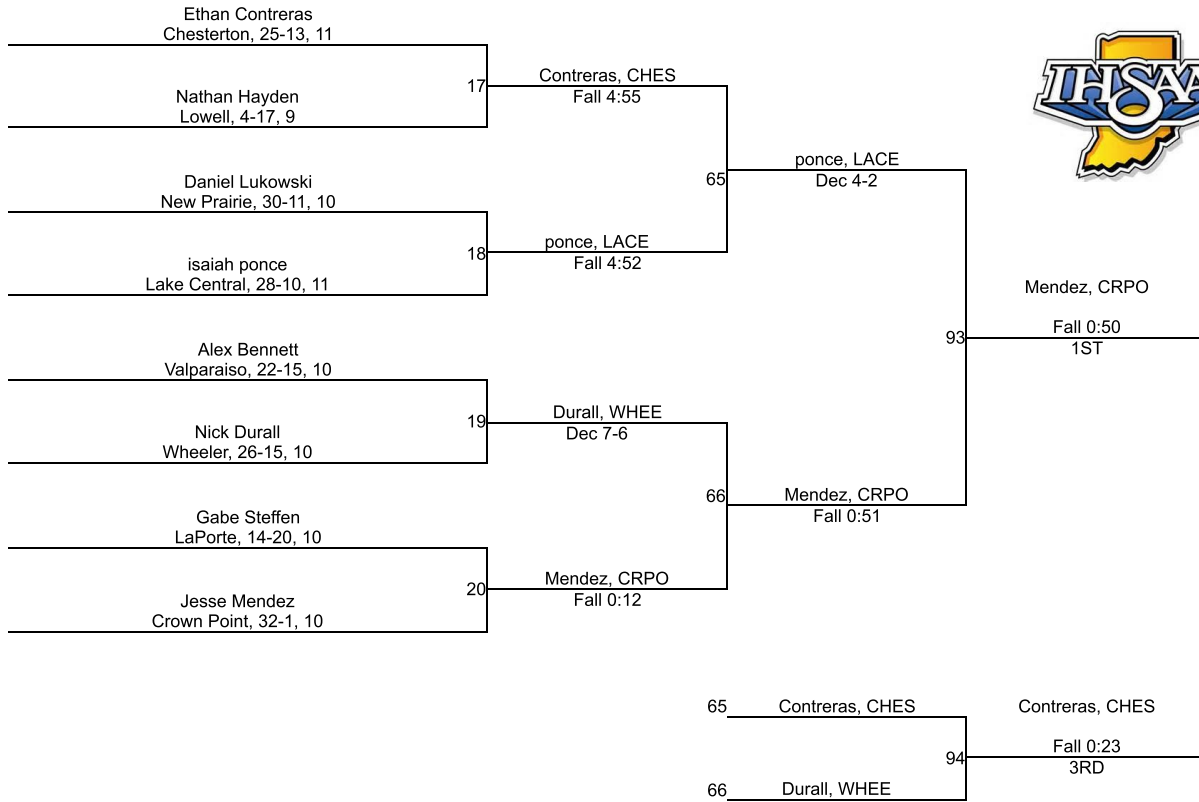 Ethan Contreras
Chesterton, 25-13, 11
Nathan Hayden
Lowell, 4-17, 9
Daniel Lukowski
New Prairie, 30-11, 10
isaiah ponce
Lake Central, 28-10, 11
Alex Bennett
Valparaiso, 22-15, 10
Nick Durall
Wheeler, 26-15, 10
Gabe Steffen
LaPorte, 14-20, 10
Jesse Mendez
Crown Point, 32-1, 10
17
Contreras, CHES
Fall 4:55
18
ponce, LACE
Fall 4:52
19
Durall, WHEE
Dec 7-6
20
Mendez, CRPO
Fall 0:12
65
ponce, LACE
Dec 4-2
66
Mendez, CRPO
Fall 0:51
IHSAA
93
Mendez, CRPO
Fall 0:50
1ST
65
Contreras, CHES
66
Durall, WHEE
94
Contreras, CHES
Fall 0:23
3RD